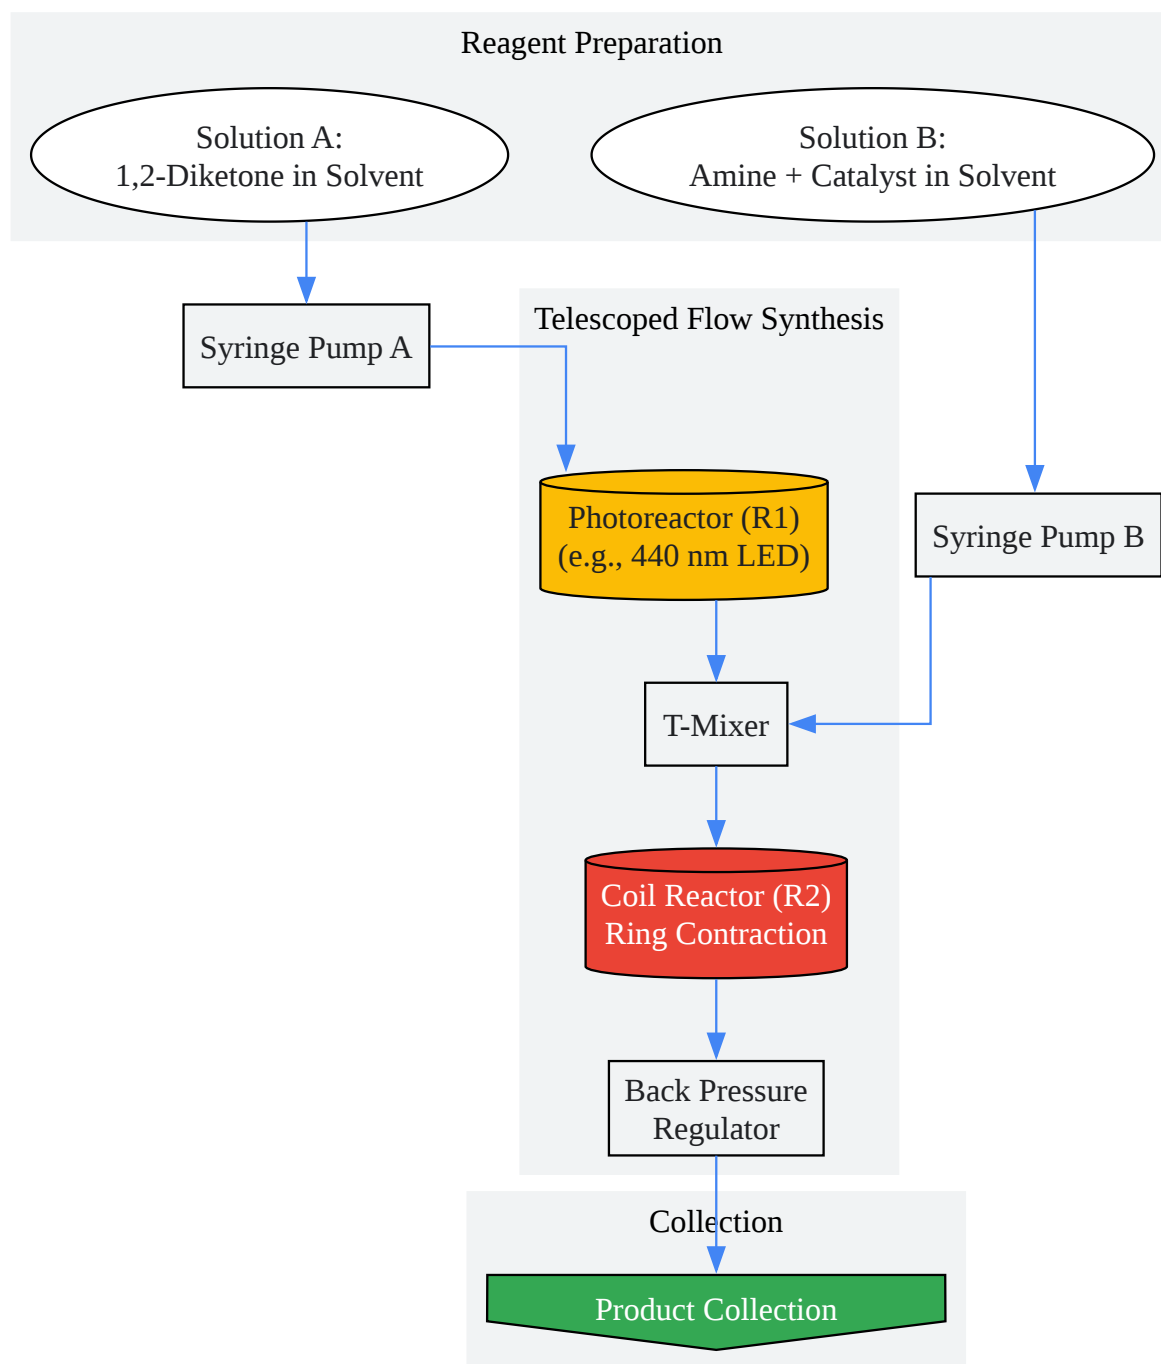 Reagent Preparation
Solution A:
1,2-Diketone in Solvent
Solution B:
Amine + Catalyst in Solvent
Syringe Pump A
Telescoped Flow Synthesis
Photoreactor (R1)
(e.g., 440 nm LED)
Syringe Pump B
T-Mixer
Coil Reactor (R2)
Ring Contraction
Back Pressure
Regulator
Collection
Product Collection